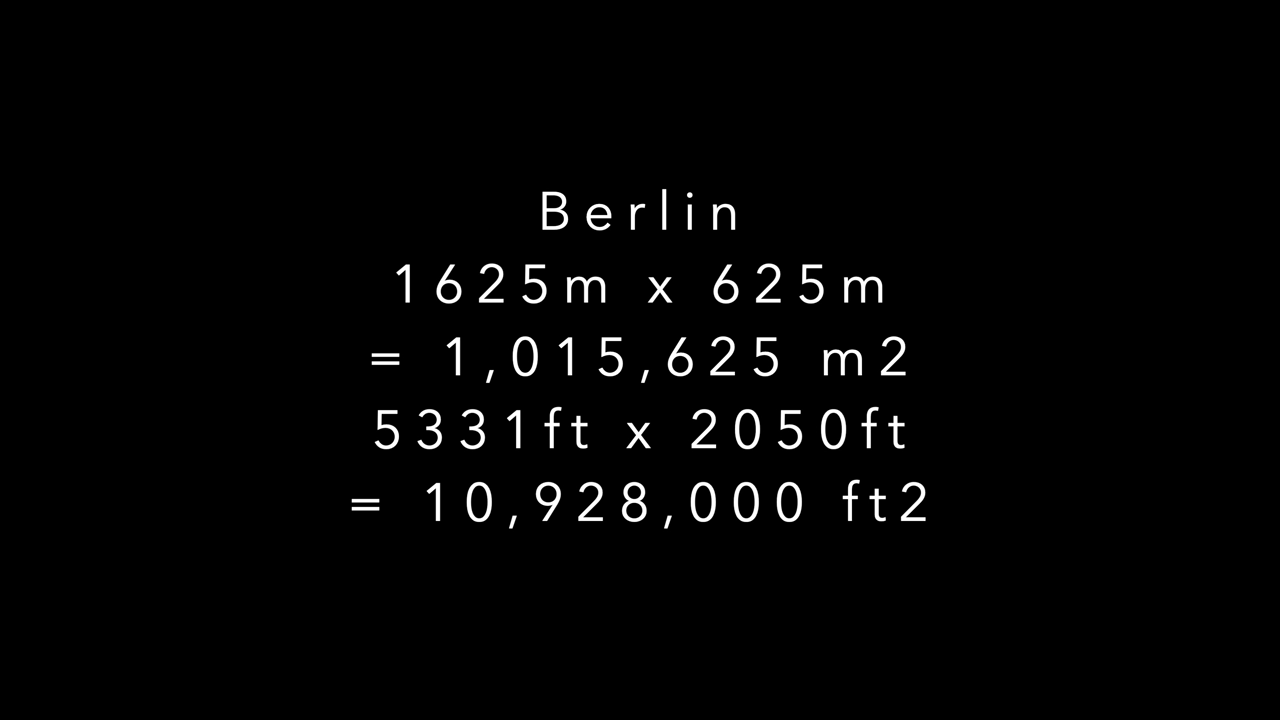 Berlin
1625m x 625m
= 1,015,625 m2
5331ft x 2050ft
= 10,928,000 ft2